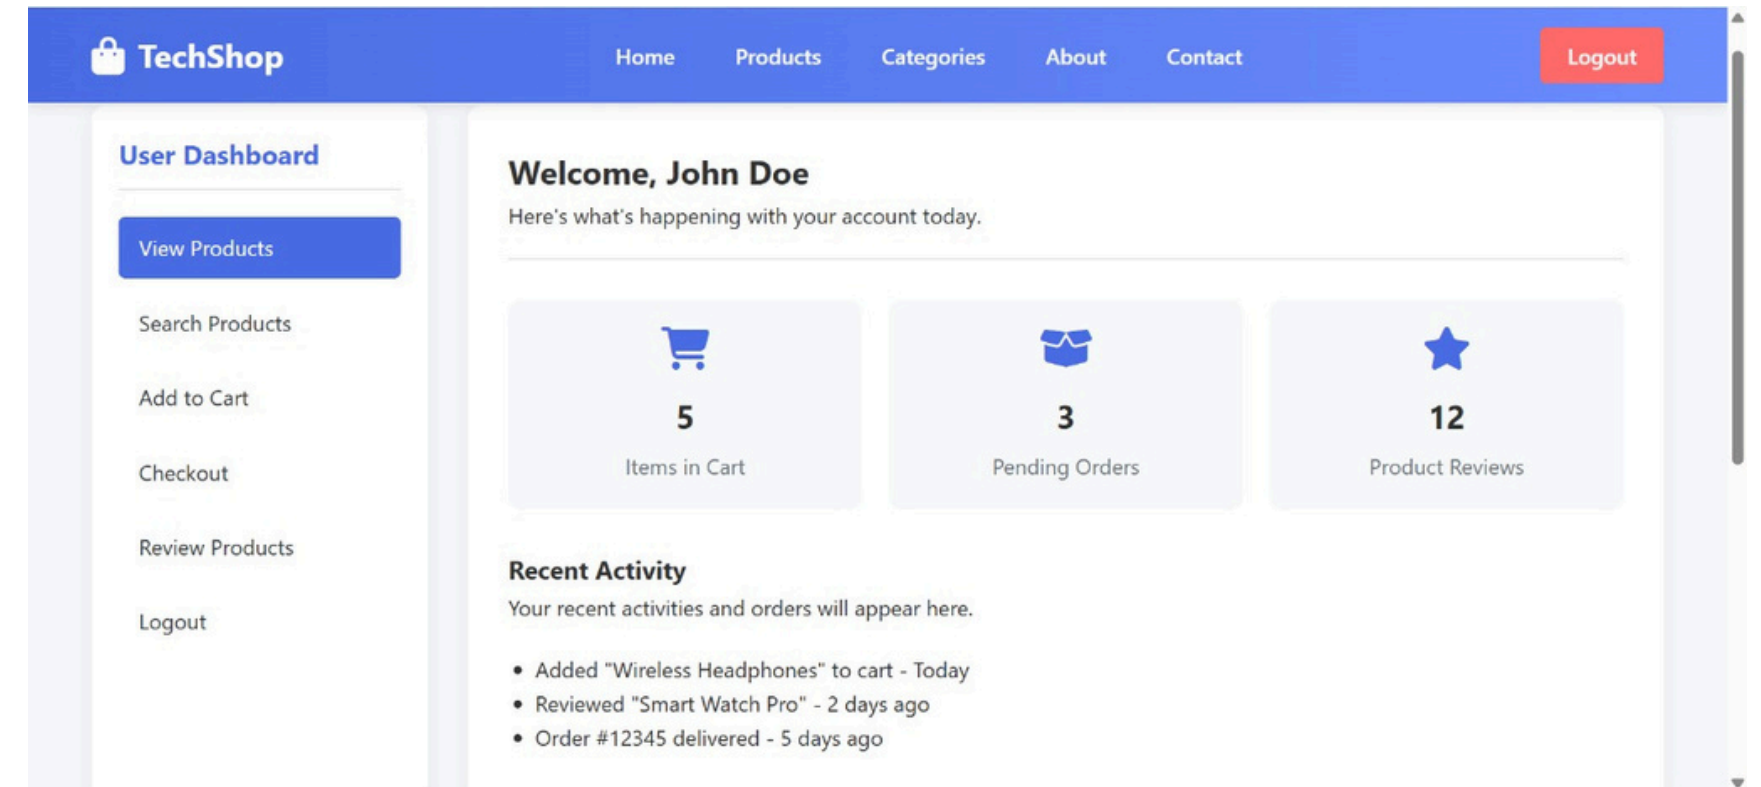 TechShop
Home Products Categories About Contact
Logout
User Dashboard
View Products
Search Products
Add to Cart
Checkout
Review Products
Logout
Welcome, John Doe
Here's what's happening with your account today.
5
Items in Cart
3
Pending Orders
12
Product Reviews
Recent Activity
Your recent activities and orders will appear here.
• Added "Wireless Headphones" to cart - Today
• Reviewed "Smart Watch Pro" - 2 days ago
• Order #12345 delivered - 5 days ago